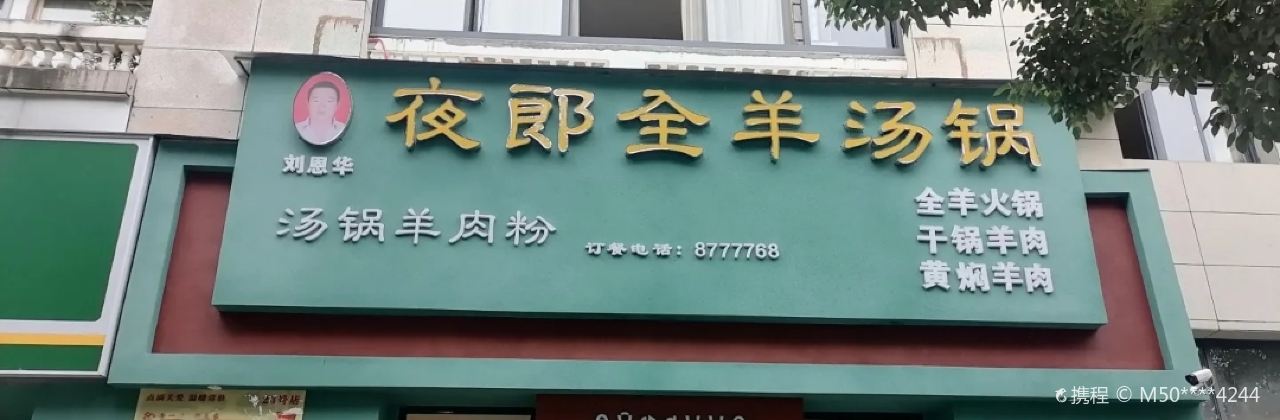 夜郎全羊汤锅
刘恩华
汤锅羊肉粉
订餐电话：8777768
全羊火锅
干锅羊肉
黄焖羊肉
携程 © M50****4244